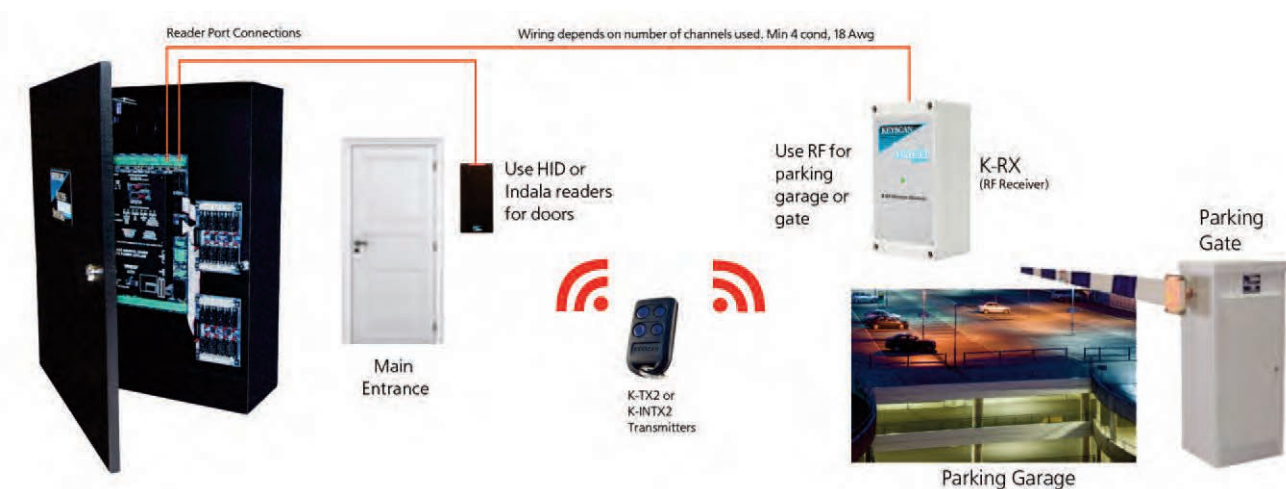 Reader Port Connections
Wiring depends on number of channels used. Min 4 cond, 18 Awg
KEYSCAN
Use HID or
Indala readers
for doors
Use RF for
parking
garage or
gate
K-RX
(RF Receiver)
Parking
Gate
Main
Entrance
KEYSCAN
K-TX2 or
K-INTX2
Transmitters
Parking Garage